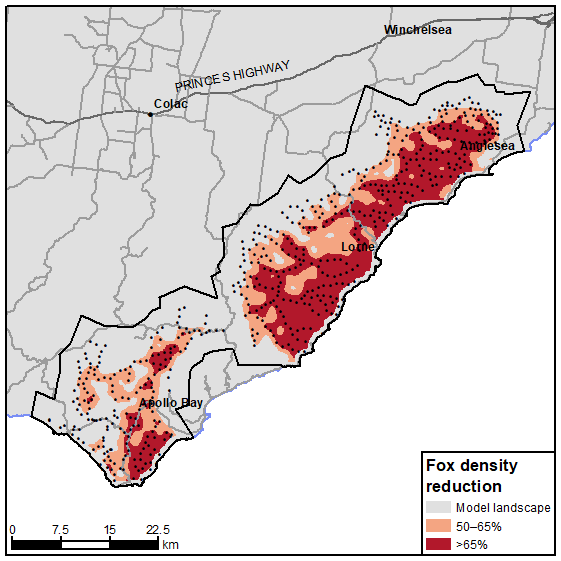 Winchelsea
PRINCES HIGHWAY
Colac
Anglesea
Lorne
Apollo Bay
Fox density
reduction
Model landscape
50–65%
>65%
0 7.5 15 22.5
km